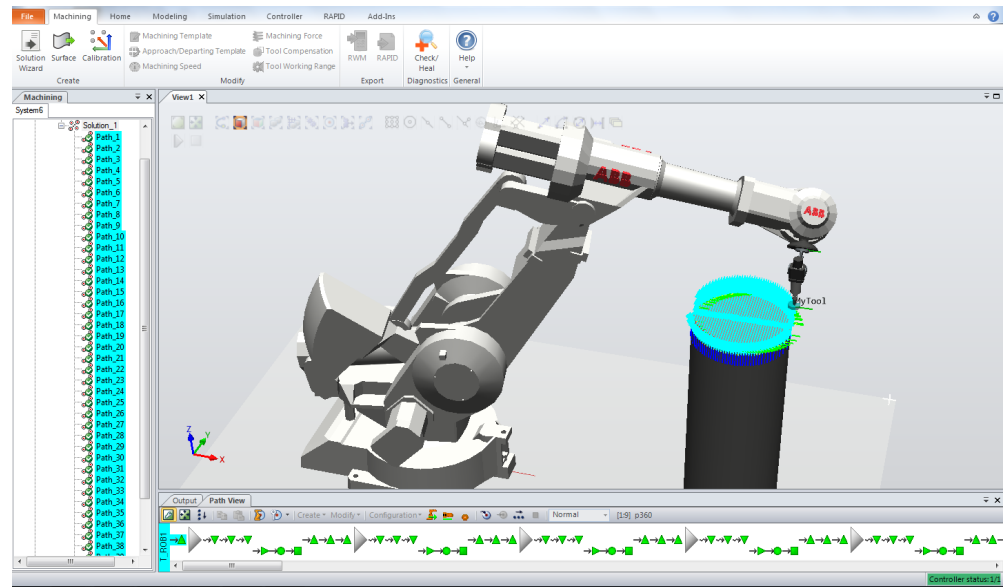 File Machining Home Modeling Simulation Controller RAPID Add-Ins
Solution Wizard
Surface
Calibration
Create
Machining Template
Approach/Departing Template
Machining Speed
Machining Force
Tool Compensation
Tool Working Range
Modify
RWM
RAPID
Export
Check/ Heal
Diagnostics
Help
General
Machining
System6
Solution_1
Path_1
Path_2
Path_3
Path_4
Path_5
Path_6
Path_7
Path_8
Path_9
Path_10
Path_11
Path_12
Path_13
Path_14
Path_15
Path_16
Path_17
Path_18
Path_19
Path_20
Path_21
Path_22
Path_23
Path_24
Path_25
Path_26
Path_27
Path_28
Path_29
Path_30
Path_31
Path_32
Path_33
Path_34
Path_35
Path_36
Path_37
Path_38
View1
ABB
ABB
MyTool
Z
Y
X
Output Path View
Create Modify Configuration Normal [1:9] p360
ROB1
Controller status:1/1